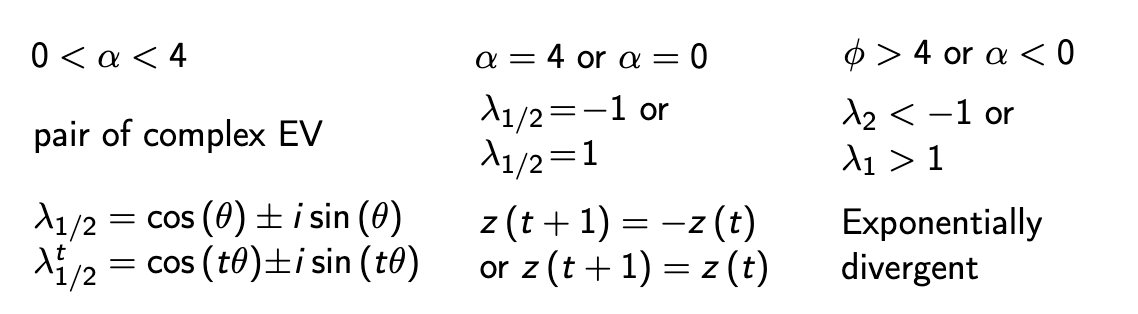 0 < α < 4
pair of complex EV
λ1/2 = cos (θ) ± i sin (θ)
λ^t_1/2 = cos (tθ)±i sin (tθ)
α = 4 or α = 0
λ1/2=−1 or
λ1/2=1
z (t + 1) = −z (t)
or z (t + 1) = z (t)
ϕ > 4 or α < 0
λ2 < −1 or
λ1 > 1
Exponentially
divergent